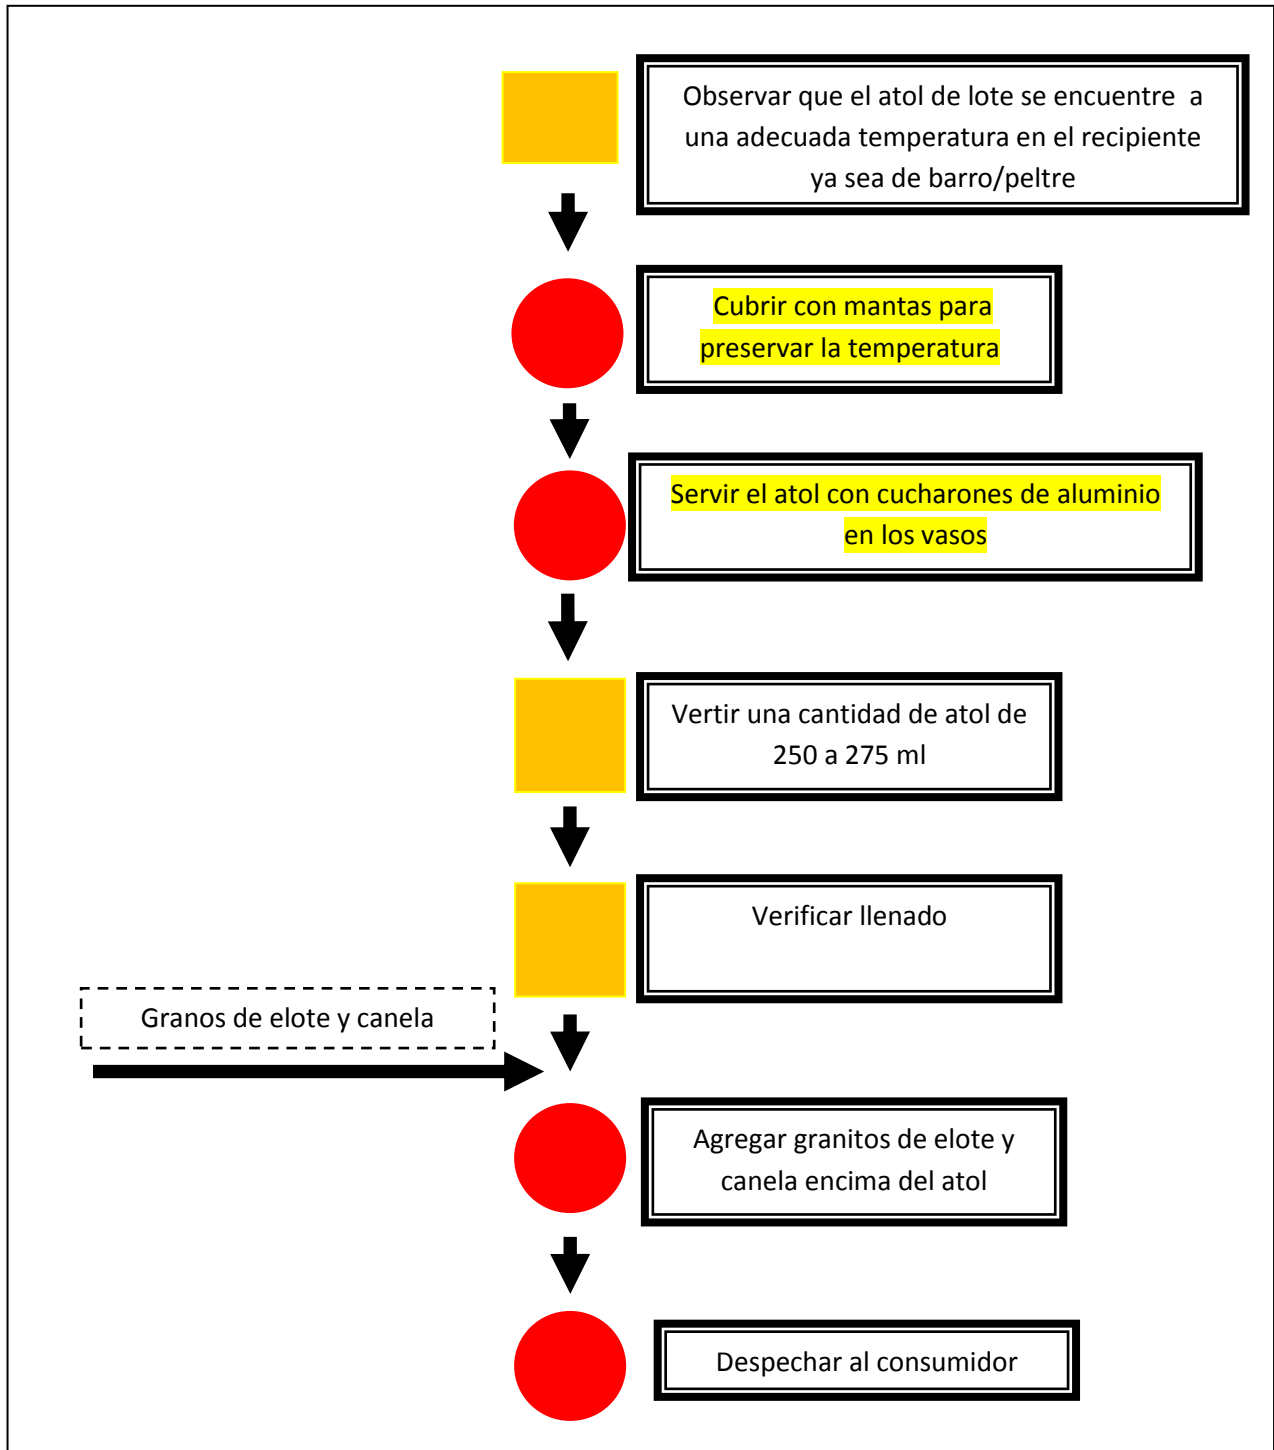 Observar que el atol de lote se encuentre  a
una adecuada temperatura en el recipiente
ya sea de barro/peltre
Cubrir con mantas para
preservar la temperatura
Servir el atol con cucharones de aluminio
en los vasos
Vertir una cantidad de atol de
250 a 275 ml
Verificar llenado
Granos de elote y canela
Agregar granitos de elote y
canela encima del atol
Despechar al consumidor